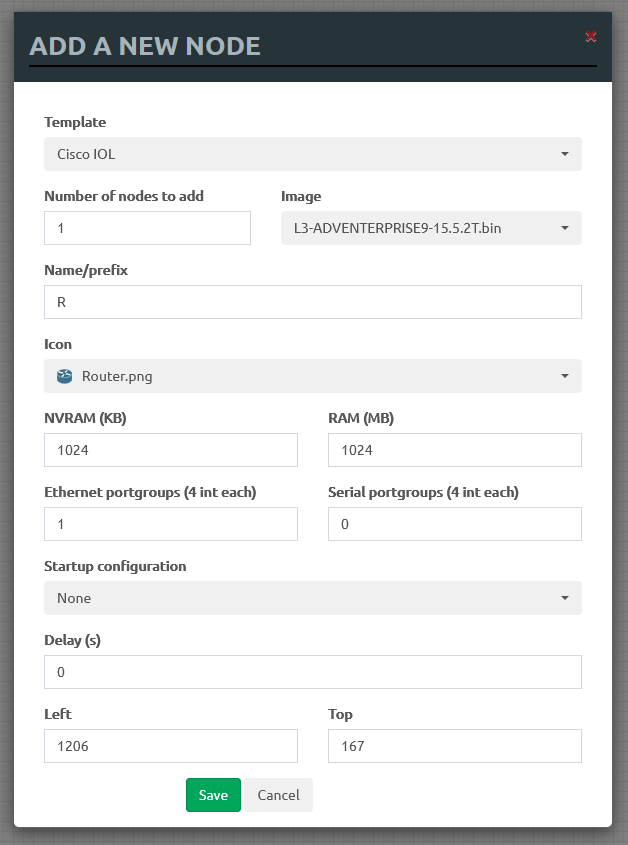 ADD A NEW NODE
Template
Cisco IOL
Number of nodes to add Image
1 L3-ADVENTERPRISE9-15.5.2T.bin
Name/prefix
R
Icon
Router.png
NVRAM (KB) RAM (MB)
1024 1024
Ethernet portgroups (4 int each) Serial portgroups (4 int each)
1 0
Startup configuration
None
Delay (s)
0
Left Top
1206 167
Save Cancel